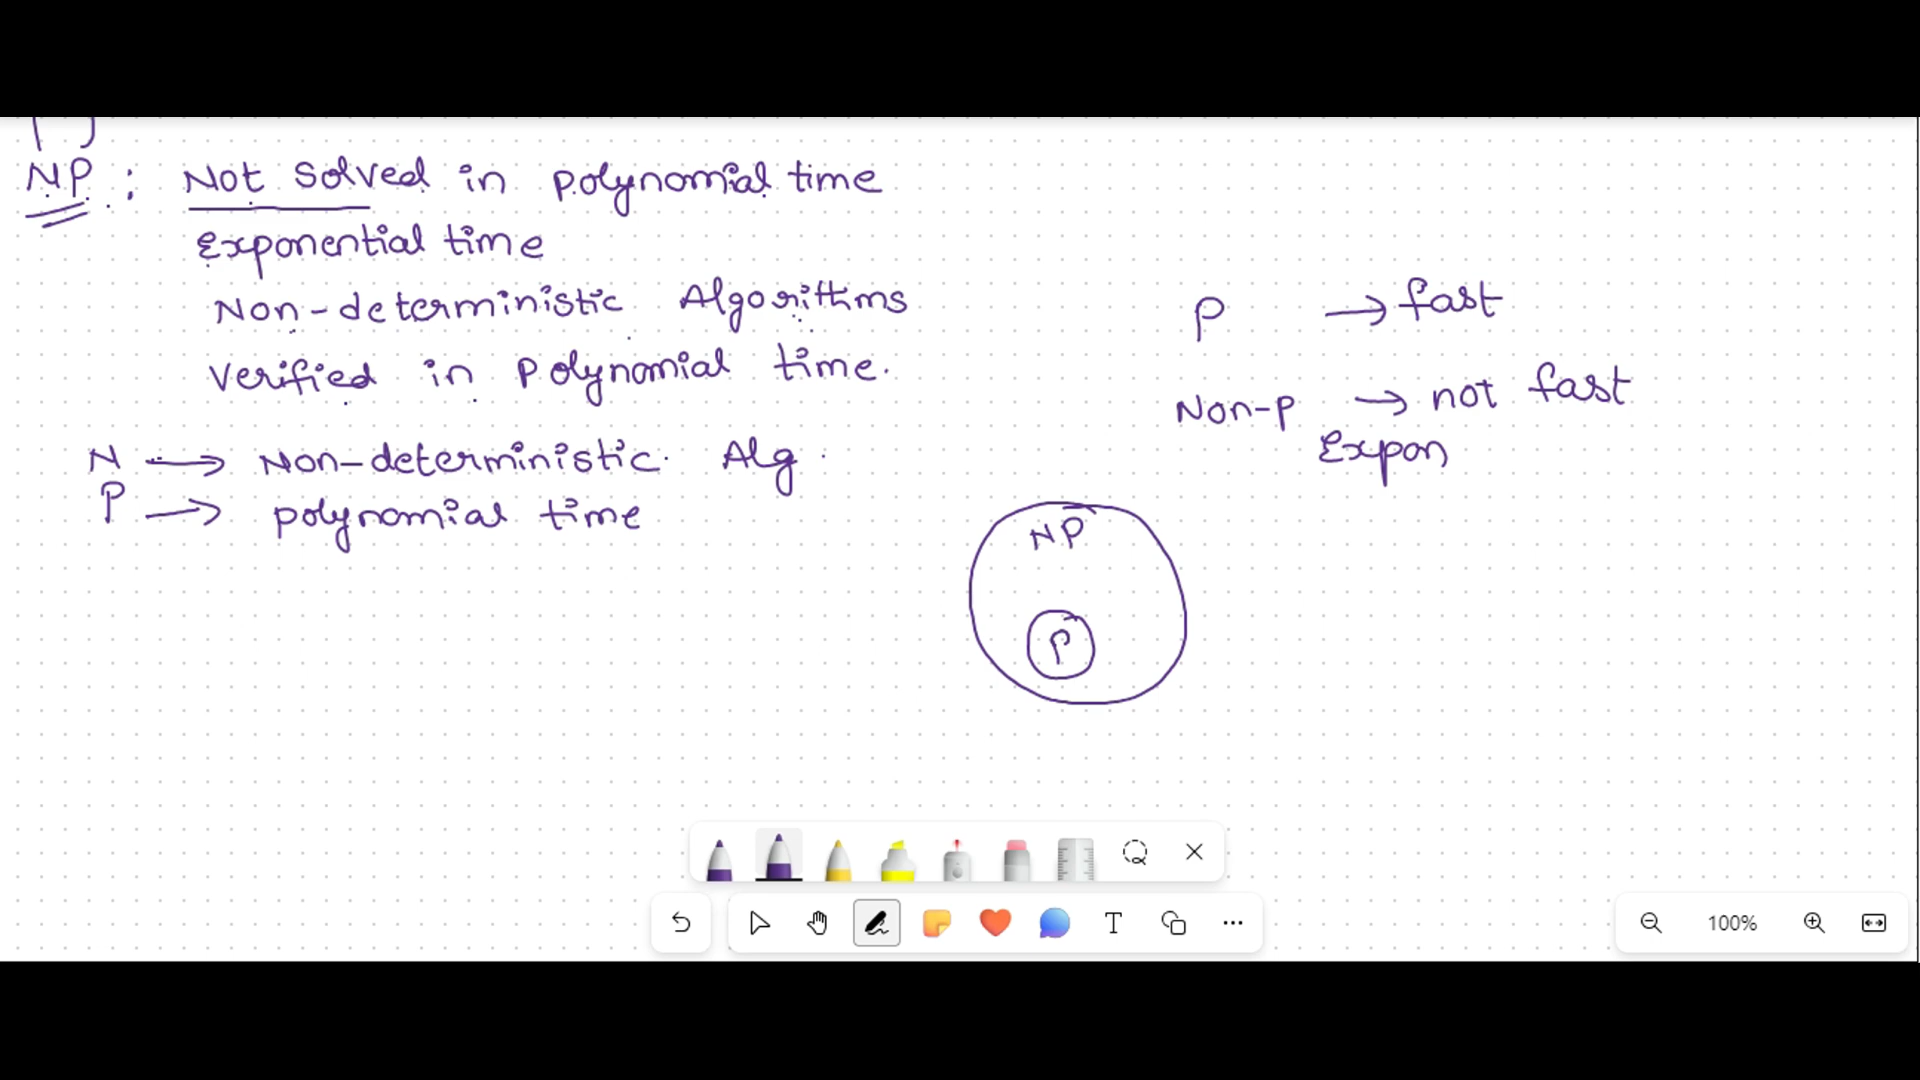 NP : Not Solved in polynomial time
Exponential time
Non-deterministic Algorithms
Verified in Polynomial time.
N → Non-deterministic Alg.
P → polynomial time
P → fast
Non-P → not fast
Expon
NP
P
100%